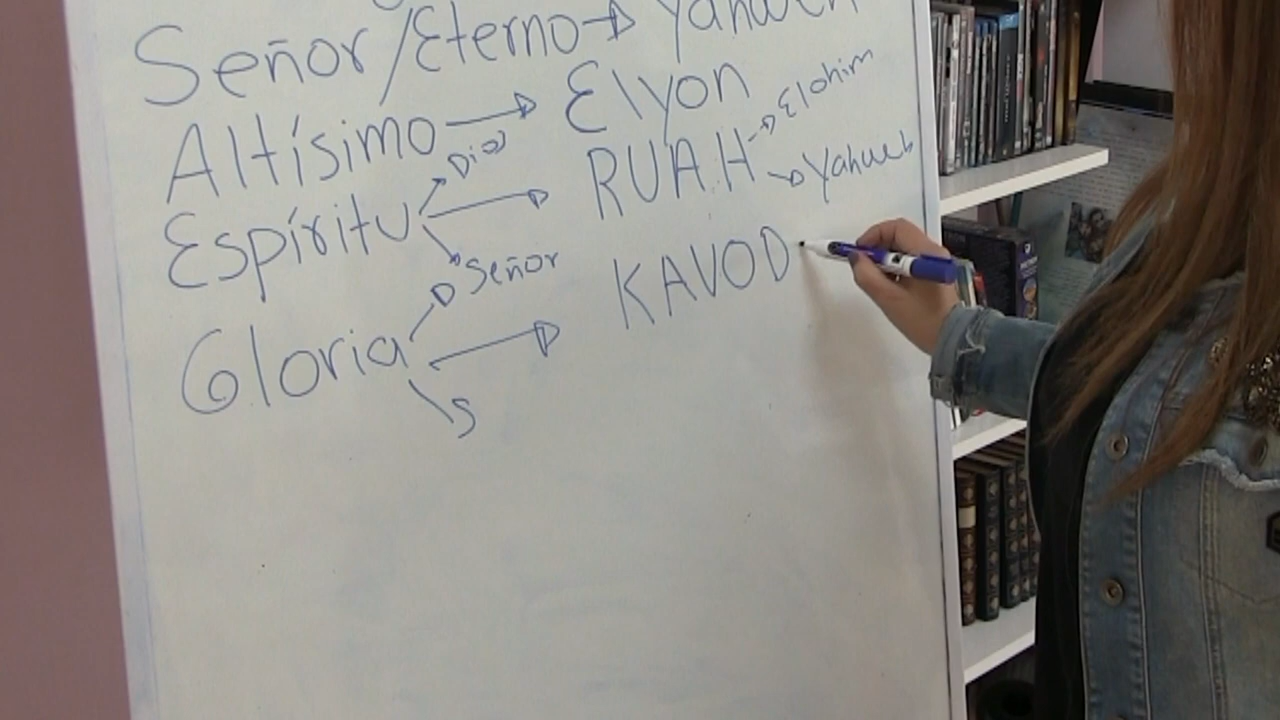 Señor/Eterno → Yahweh
Altísimo → Elyon
Espíritu → RUAH → Elohim
→ Dios
→ Yahweh
→ Señor
Gloria → KAVOD
→ S